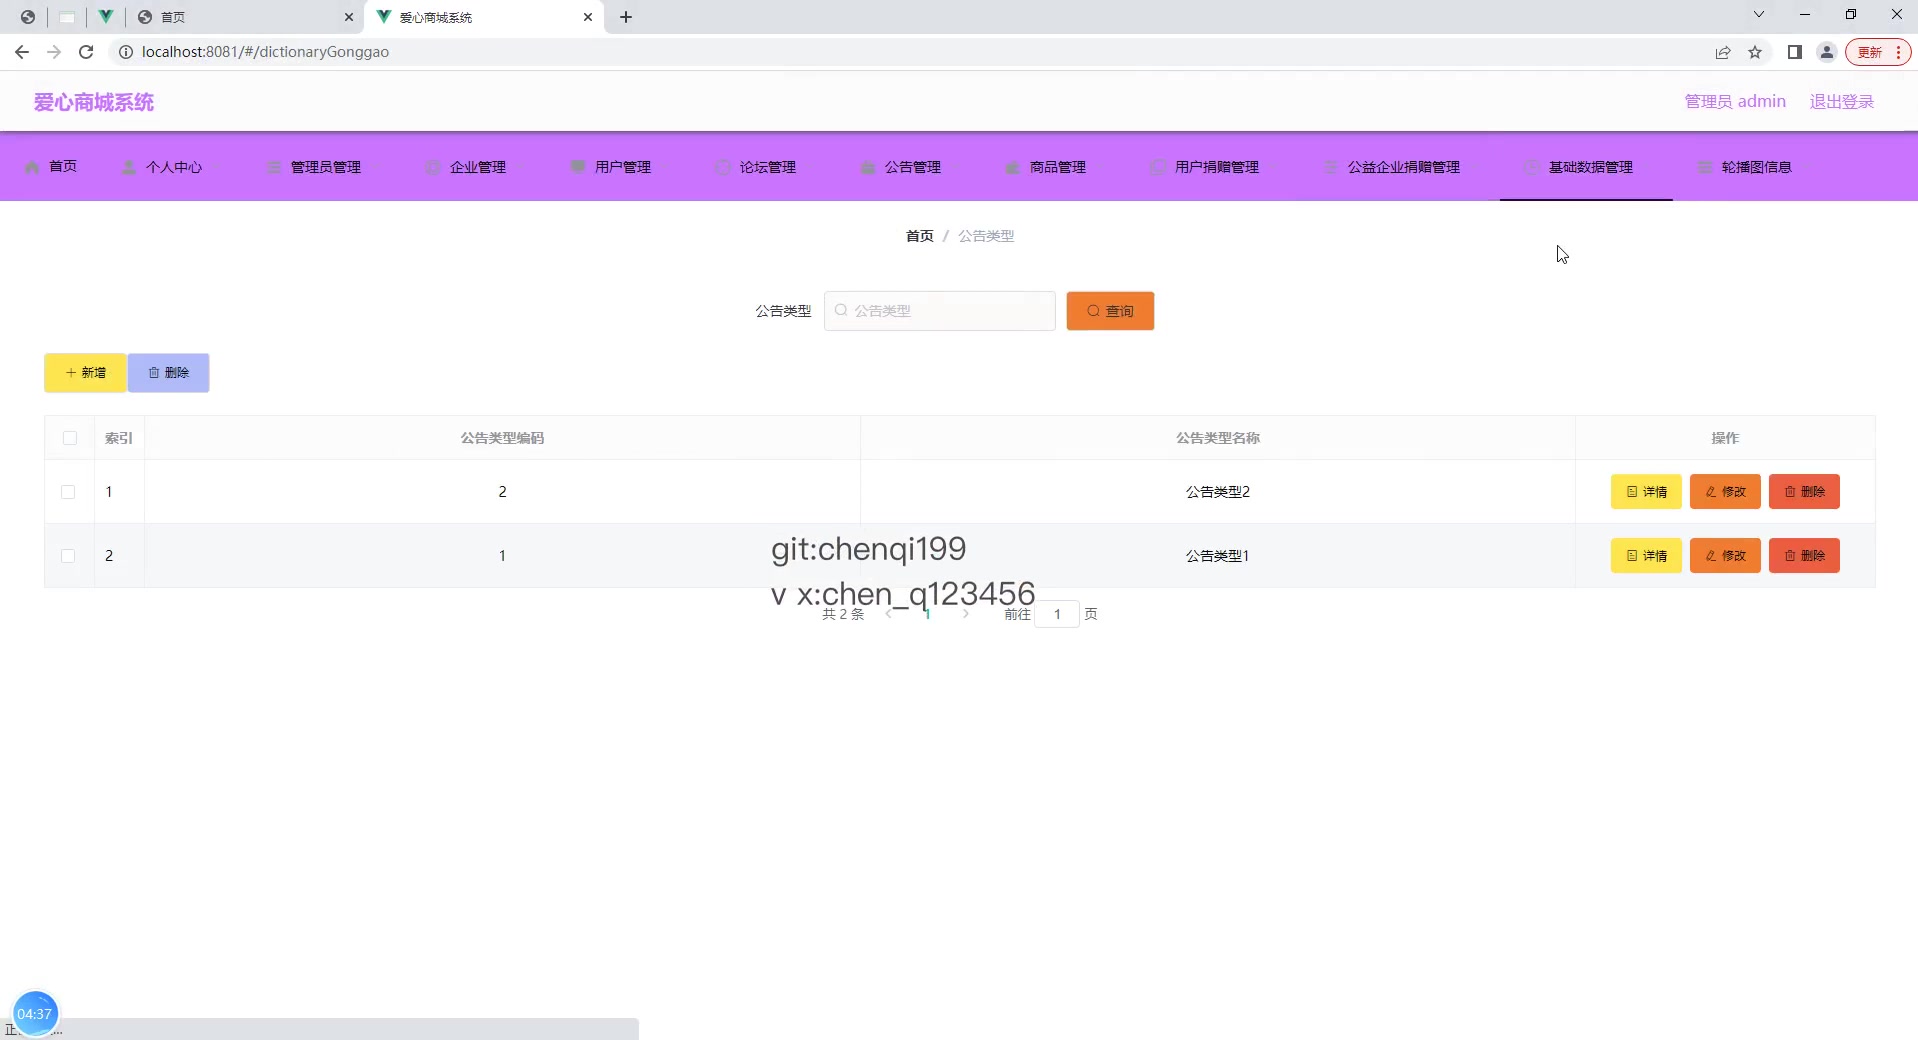 首页
爱心商城系统
localhost:8081/#/dictionaryGonggao
更新
爱心商城系统
管理员 admin
退出登录
首页
个人中心
管理员管理
企业管理
用户管理
论坛管理
公告管理
商品管理
用户捐赠管理
公益企业捐赠管理
基础数据管理
轮播图信息
首页 / 公告类型
公告类型
公告类型
查询
新增
删除
索引 公告类型编码 公告类型名称 操作
1 2 公告类型2 详情 修改 删除
2 1 公告类型1 详情 修改 删除
git:chenqi199
v x:chen_q123456
共 2 条 1 前往 1 页
04:37